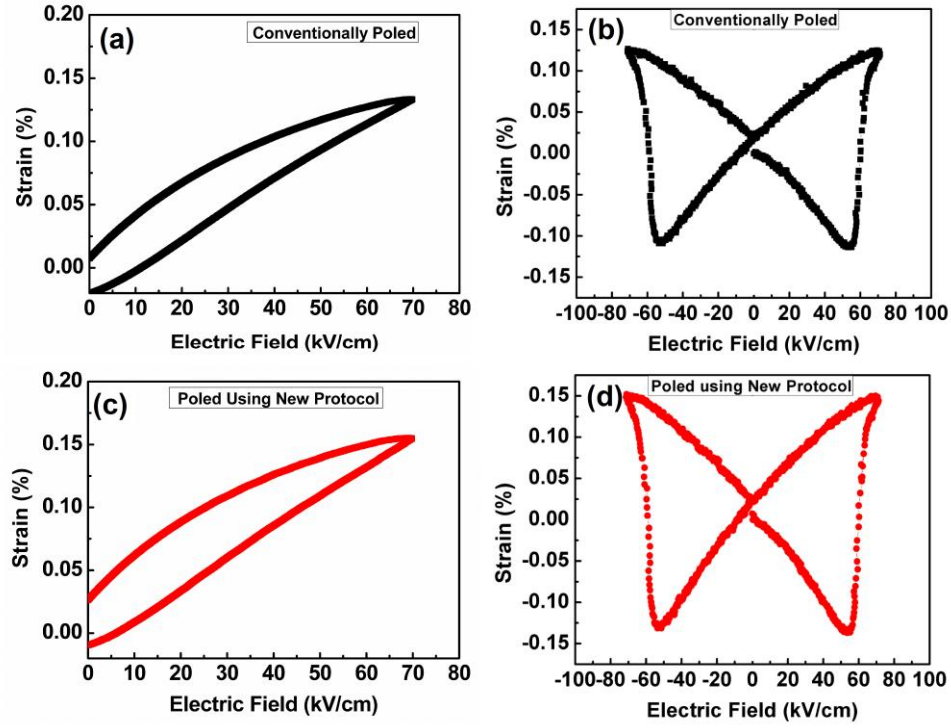 (a)
Conventionally Poled
0.20
0.15
0.10
0.05
0.00
Strain (%)
0 10 20 30 40 50 60 70 80
Electric Field (kV/cm)
(b)
Conventionally Poled
0.15
0.10
0.05
0.00
-0.05
-0.10
-0.15
Strain (%)
-100-80 -60 -40 -20 0 20 40 60 80 100
Electric Field (kV/cm)
(c)
Poled Using New Protocol
0.20
0.15
0.10
0.05
0.00
Strain (%)
0 10 20 30 40 50 60 70 80
Electric Field (kV/cm)
(d)
Poled using New Protocol
0.15
0.10
0.05
0.00
-0.05
-0.10
-0.15
Strain (%)
-100-80 -60 -40 -20 0 20 40 60 80 100
Electric Field (kV/cm)